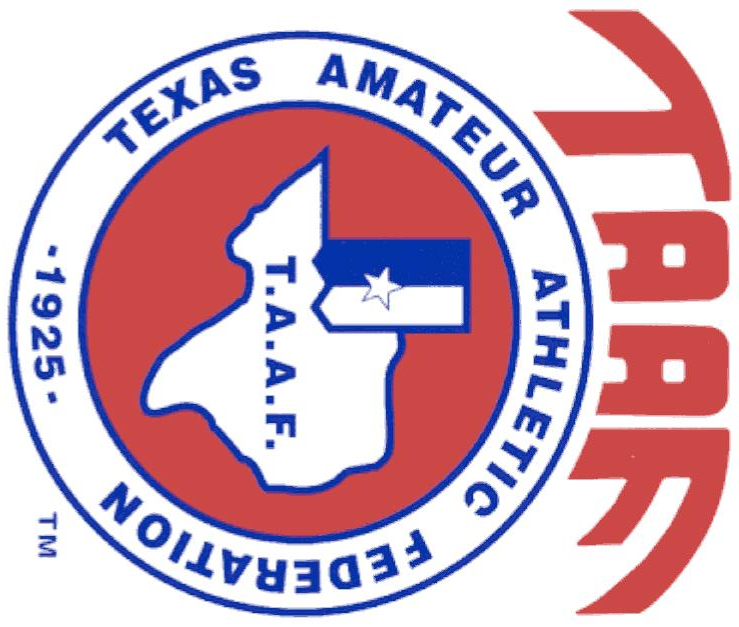 TAAF
TEXAS AMATEUR ATHLETIC FEDERATION
T.A.A.F.
-1925-
TM